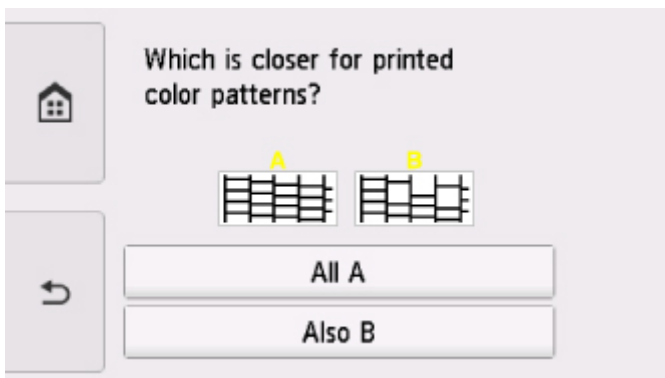 Which is closer for printed
color patterns?
A B
All A
Also B